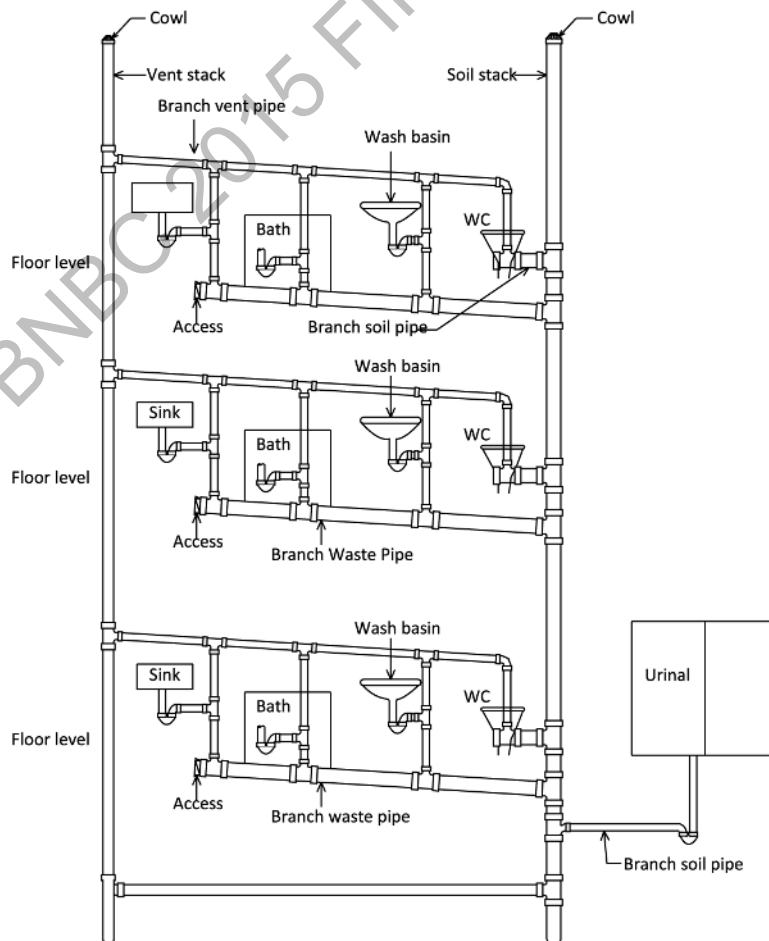 Cowl
Cowl
Vent stack
Soil stack
Branch vent pipe
Wash basin
Bath
WC
Floor level
Access
Branch soil pipe
Wash basin
Sink
Bath
WC
Floor level
Access
Branch Waste Pipe
Wash basin
Sink
Bath
WC
Urinal
Floor level
Access
Branch waste pipe
Branch soil pipe
BNBC 2015